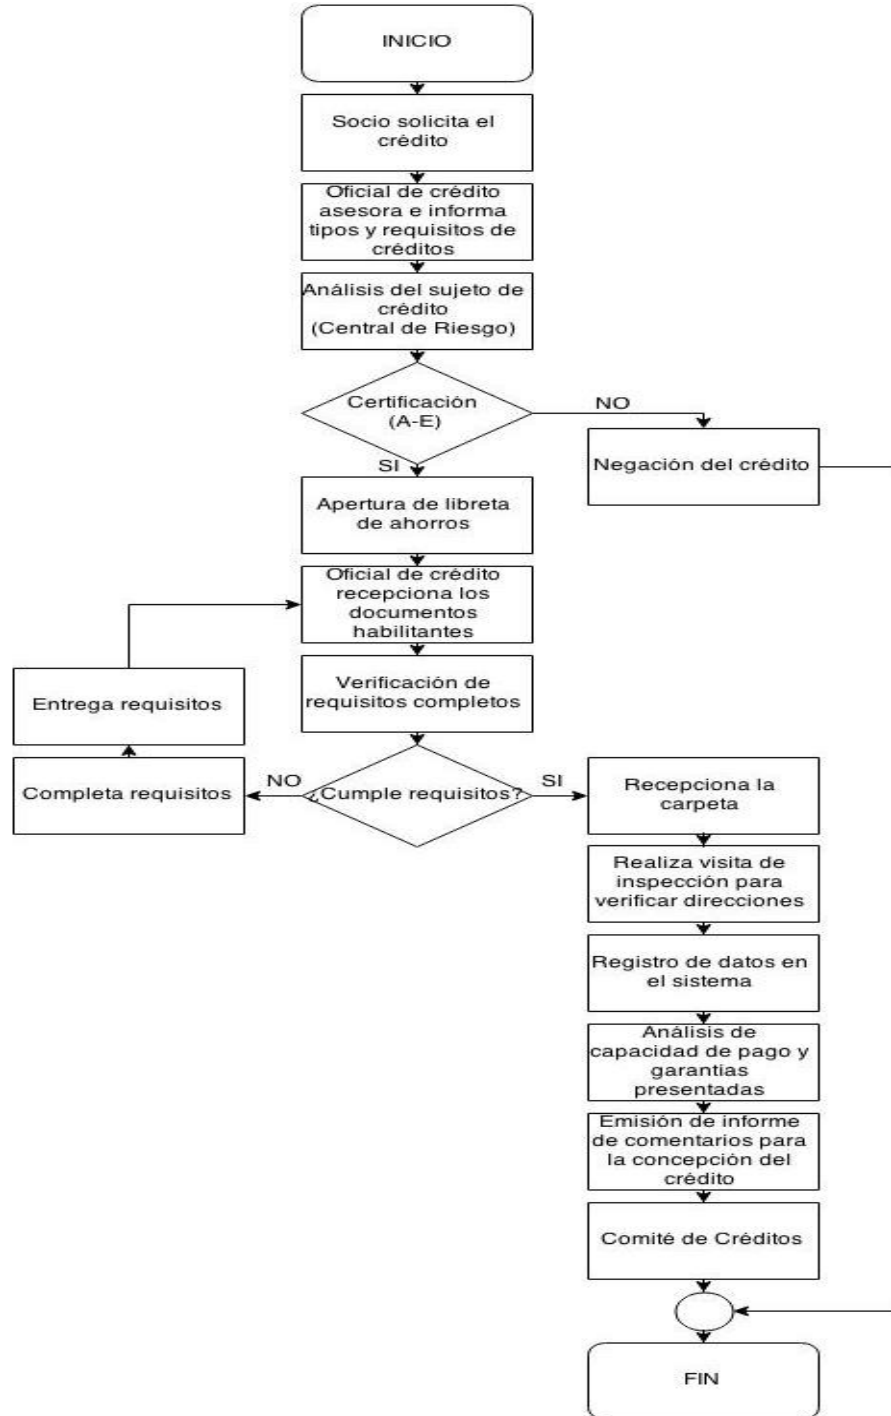 INICIO
Socio solicita el
crédito
Oficial de crédito
asesora e informa
tipos y requisitos de
créditos
Análisis del sujeto de
crédito
(Central de Riesgo)
Certificación
(A-E)
NO
Negación del crédito
SI
Apertura de libreta
de ahorros
Oficial de crédito
recepciona los
documentos
habilitantes
Entrega requisitos
Verificación de
requisitos completos
Completa requisitos
NO
¿Cumple requisitos?
SI
Recepciona la
carpeta
Realiza visita de
inspección para
verificar direcciones
Registro de datos en
el sistema
Análisis de
capacidad de pago y
garantías
presentadas
Emisión de informe
de comentarios para
la concepción del
crédito
Comité de Créditos
FIN